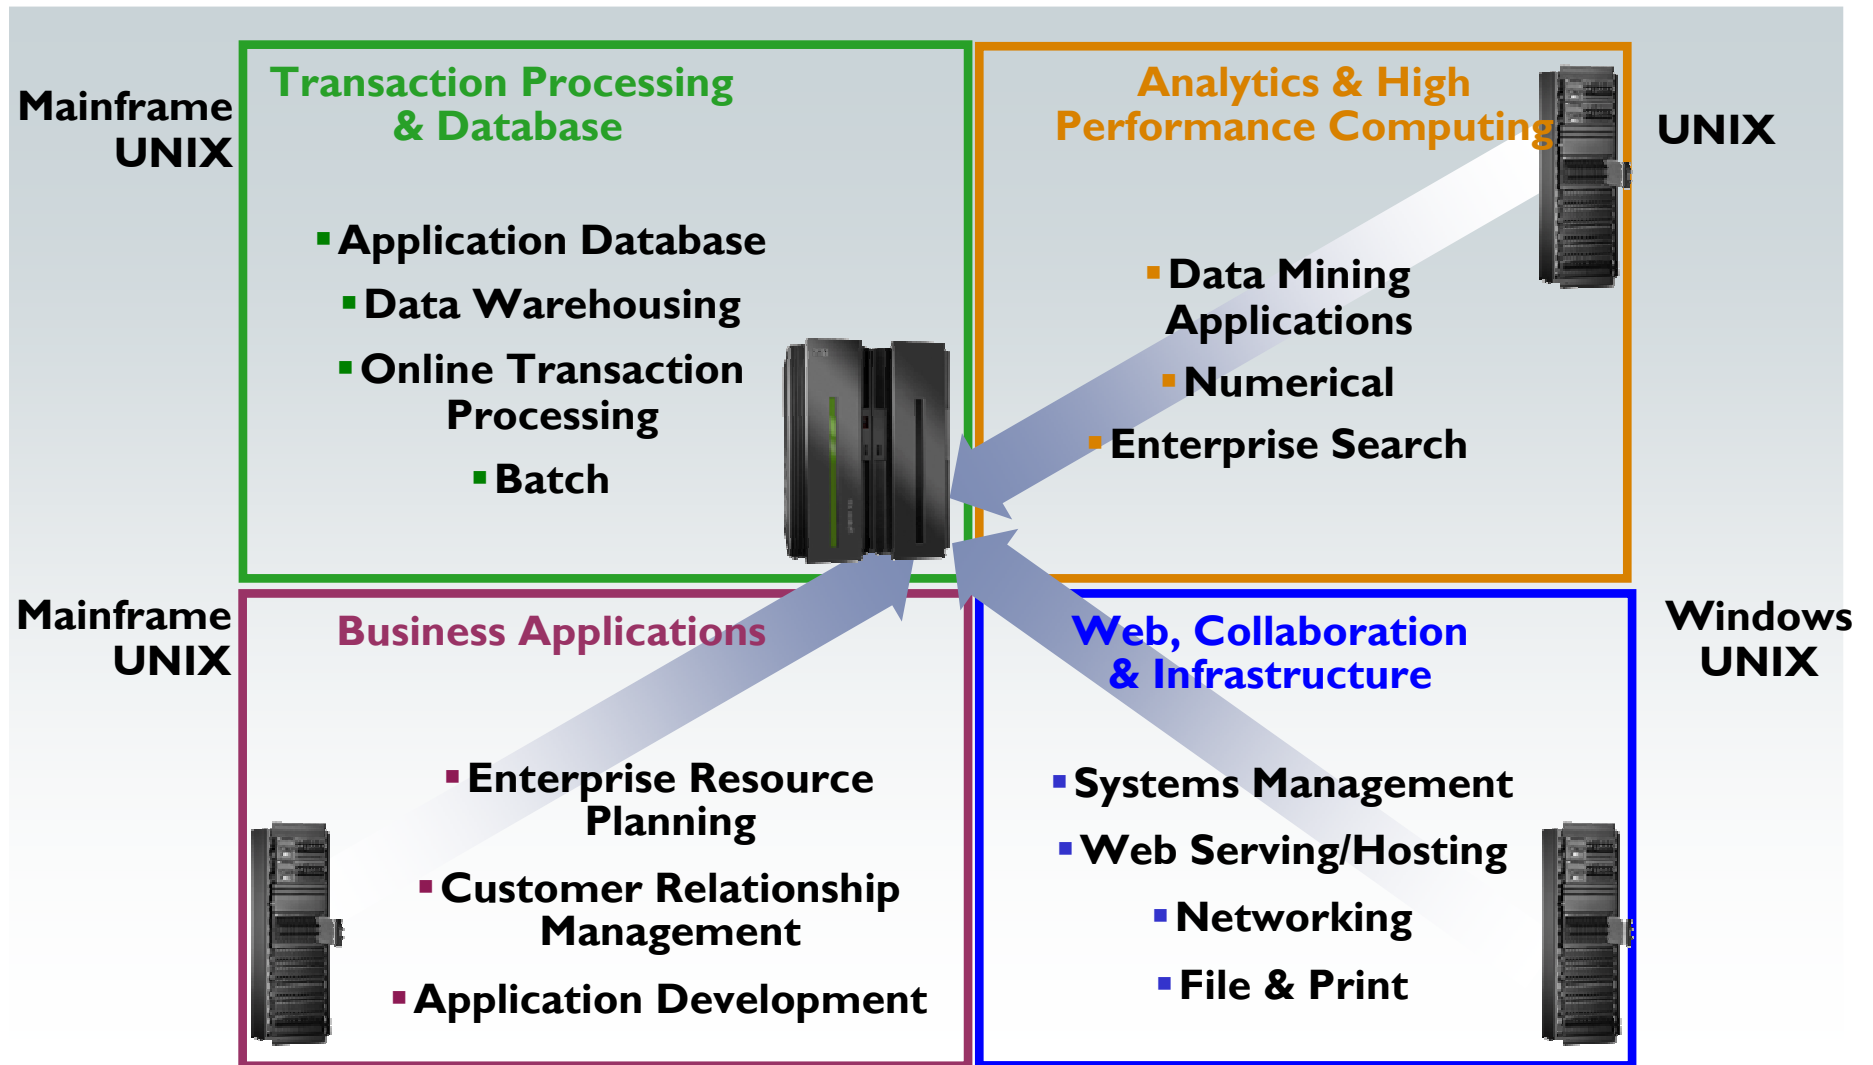 Mainframe
UNIX
Transaction Processing
& Database
▪Application Database
▪Data Warehousing
▪Online Transaction
Processing
▪Batch
Analytics & High
Performance Computing
▪Data Mining
Applications
▪Numerical
▪Enterprise Search
UNIX
Mainframe
UNIX
Business Applications
▪Enterprise Resource
Planning
▪Customer Relationship
Management
▪Application Development
Web, Collaboration
& Infrastructure
▪Systems Management
▪Web Serving/Hosting
▪Networking
▪File & Print
Windows
UNIX